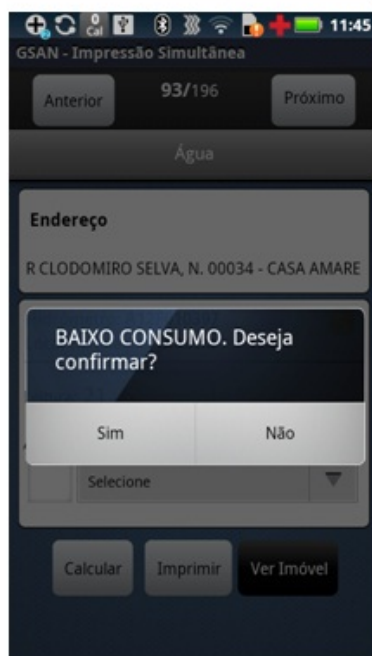 11:45
GSAN - Impressão Simultânea
Anterior
93/196
Próximo
Água
Endereço
R CLODOMIRO SELVA, N. 00034 - CASA AMARE
BAIXO CONSUMO. Deseja
confirmar?
Sim
Não
Selecione
Calcular
Imprimir
Ver Imóvel